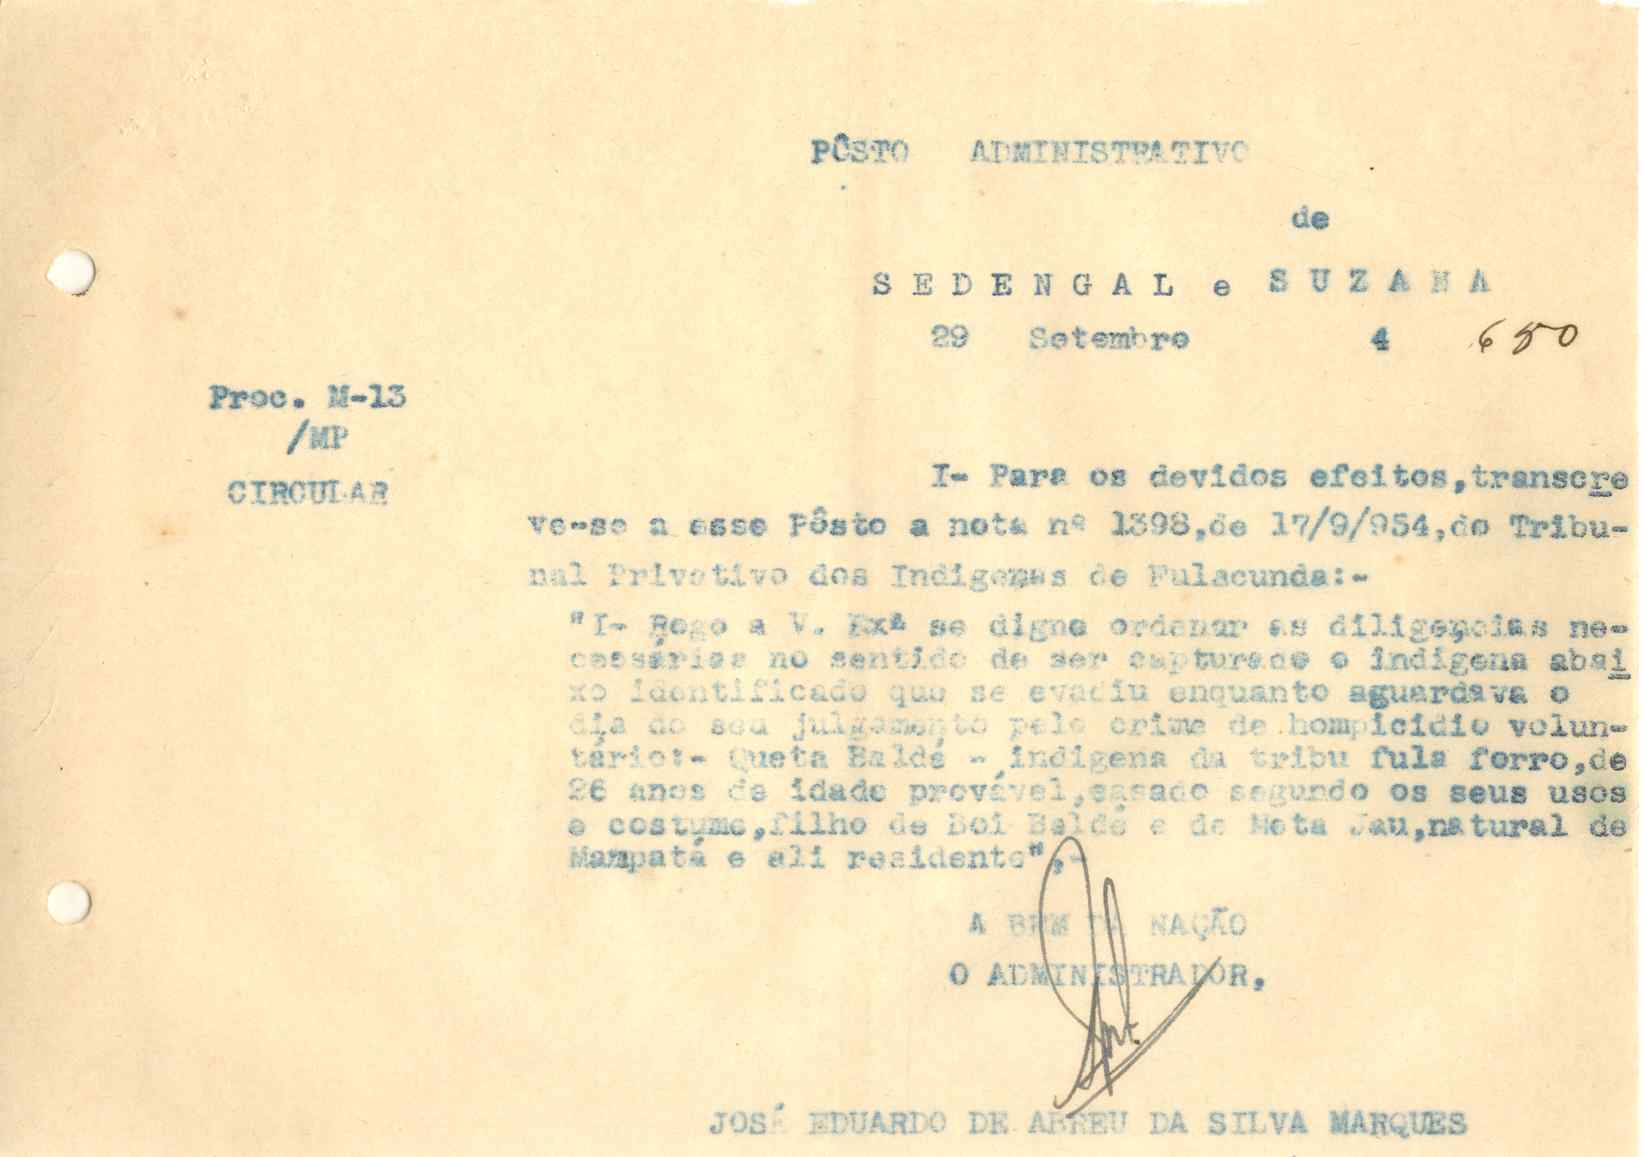 PÔSTO ADMINISTRATIVO
de
SEDENGAL e SUZANA
29 Setembro 4 680
Proc. M-13
/MP
CIRCULAR
I- Para os devidos efeitos,transcre
ve-se a esse Pôsto a nota nº 1398,de 17/9/954,do Tribu-
nal Privativo dos Indigenas de Fulacunda:-
"I- Rogo a V. Exª se digne ordenar as diligencias ne-
cessárias no sentido de ser capturado o indigena abai
xo identificado que se evadiu enquanto aguardava o
dia do seu julgamento pelo crime de hompicidio volun-
tário:- Queta Baldé - indigena da tribu fula forro,de
26 anos de idade provável,casado segundo os seus usos
e costume,filho de Doi Baldé e de Mota Jau,natural de
Mampatá e ali residente",-
A BEM DA NAÇÃO
O ADMINISTRADOR,
JOSÉ EDUARDO DE ABREU DA SILVA MARQUES